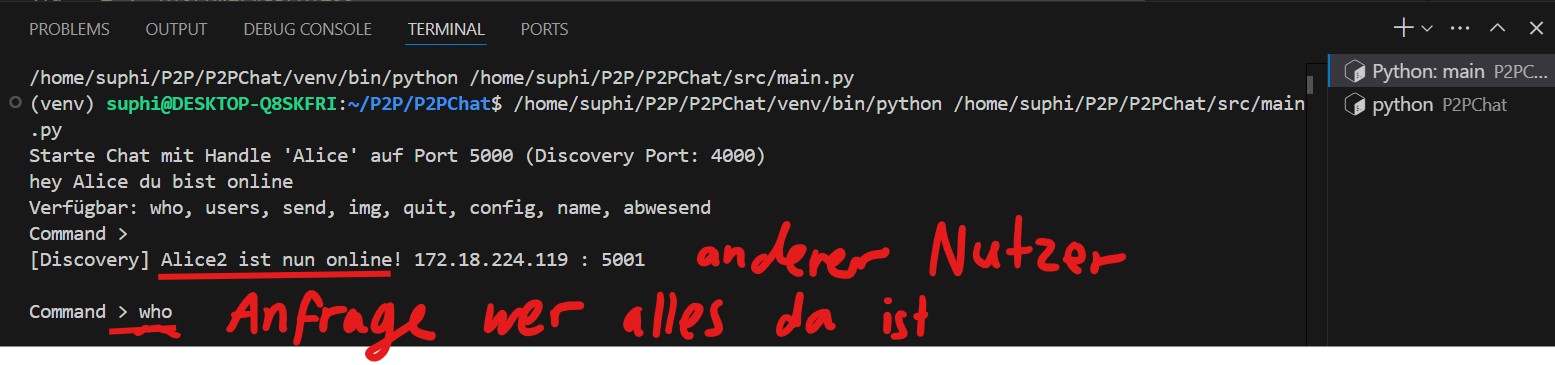 PROBLEMS OUTPUT DEBUG CONSOLE TERMINAL PORTS
/home/suphi/P2P/P2PChat/venv/bin/python /home/suphi/P2P/P2PChat/src/main.py
(venv) suphi@DESKTOP-Q8SKFRI:~/P2P/P2PChat$ /home/suphi/P2P/P2PChat/venv/bin/python /home/suphi/P2P/P2PChat/src/main
.py
Starte Chat mit Handle 'Alice' auf Port 5000 (Discovery Port: 4000)
hey Alice du bist online
Verfügbar: who, users, send, img, quit, config, name, abwesend
Command >
[Discovery] Alice2 ist nun online! 172.18.224.119 : 5001 anderer Nutzer
Command > who Anfrage wer alles da ist
Python: main P2PC...
python P2PChat